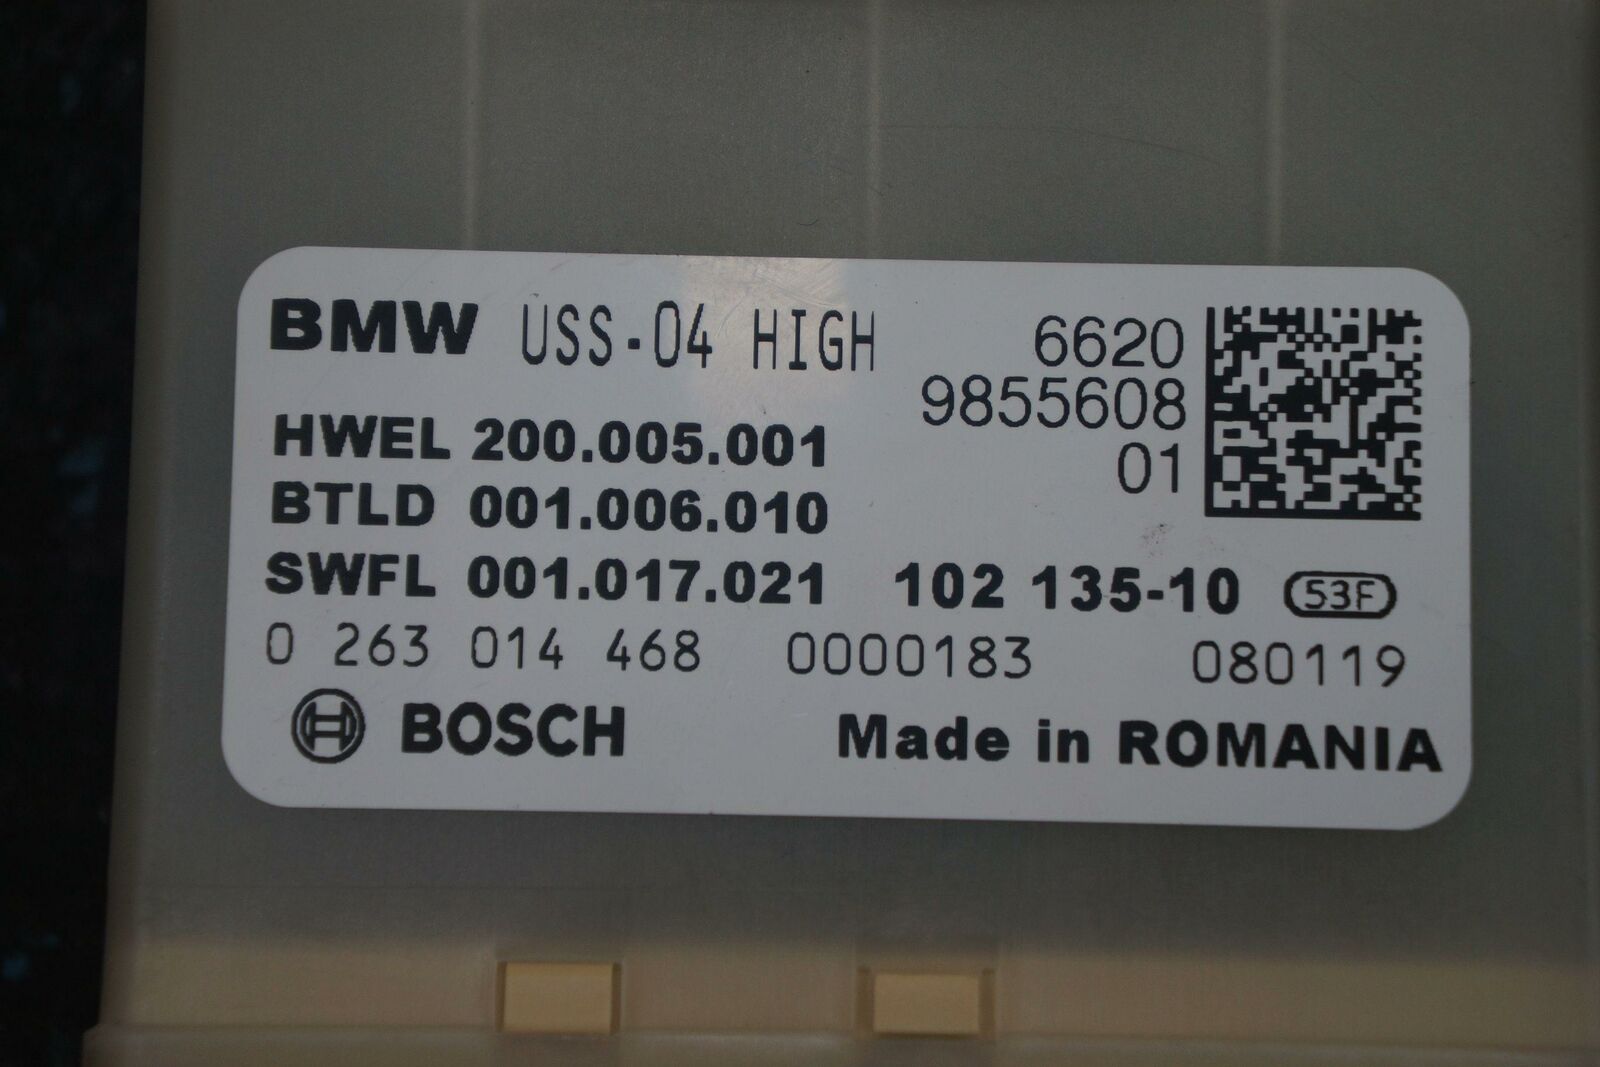 BMW USS-04 HIGH 6620
9855608
HWEL 200.005.001 01
BTLD 001.006.010
SWFL 001.017.021 102 135-10 53F
0 263 014 468 0000183 080119
BOSCH Made in ROMANIA